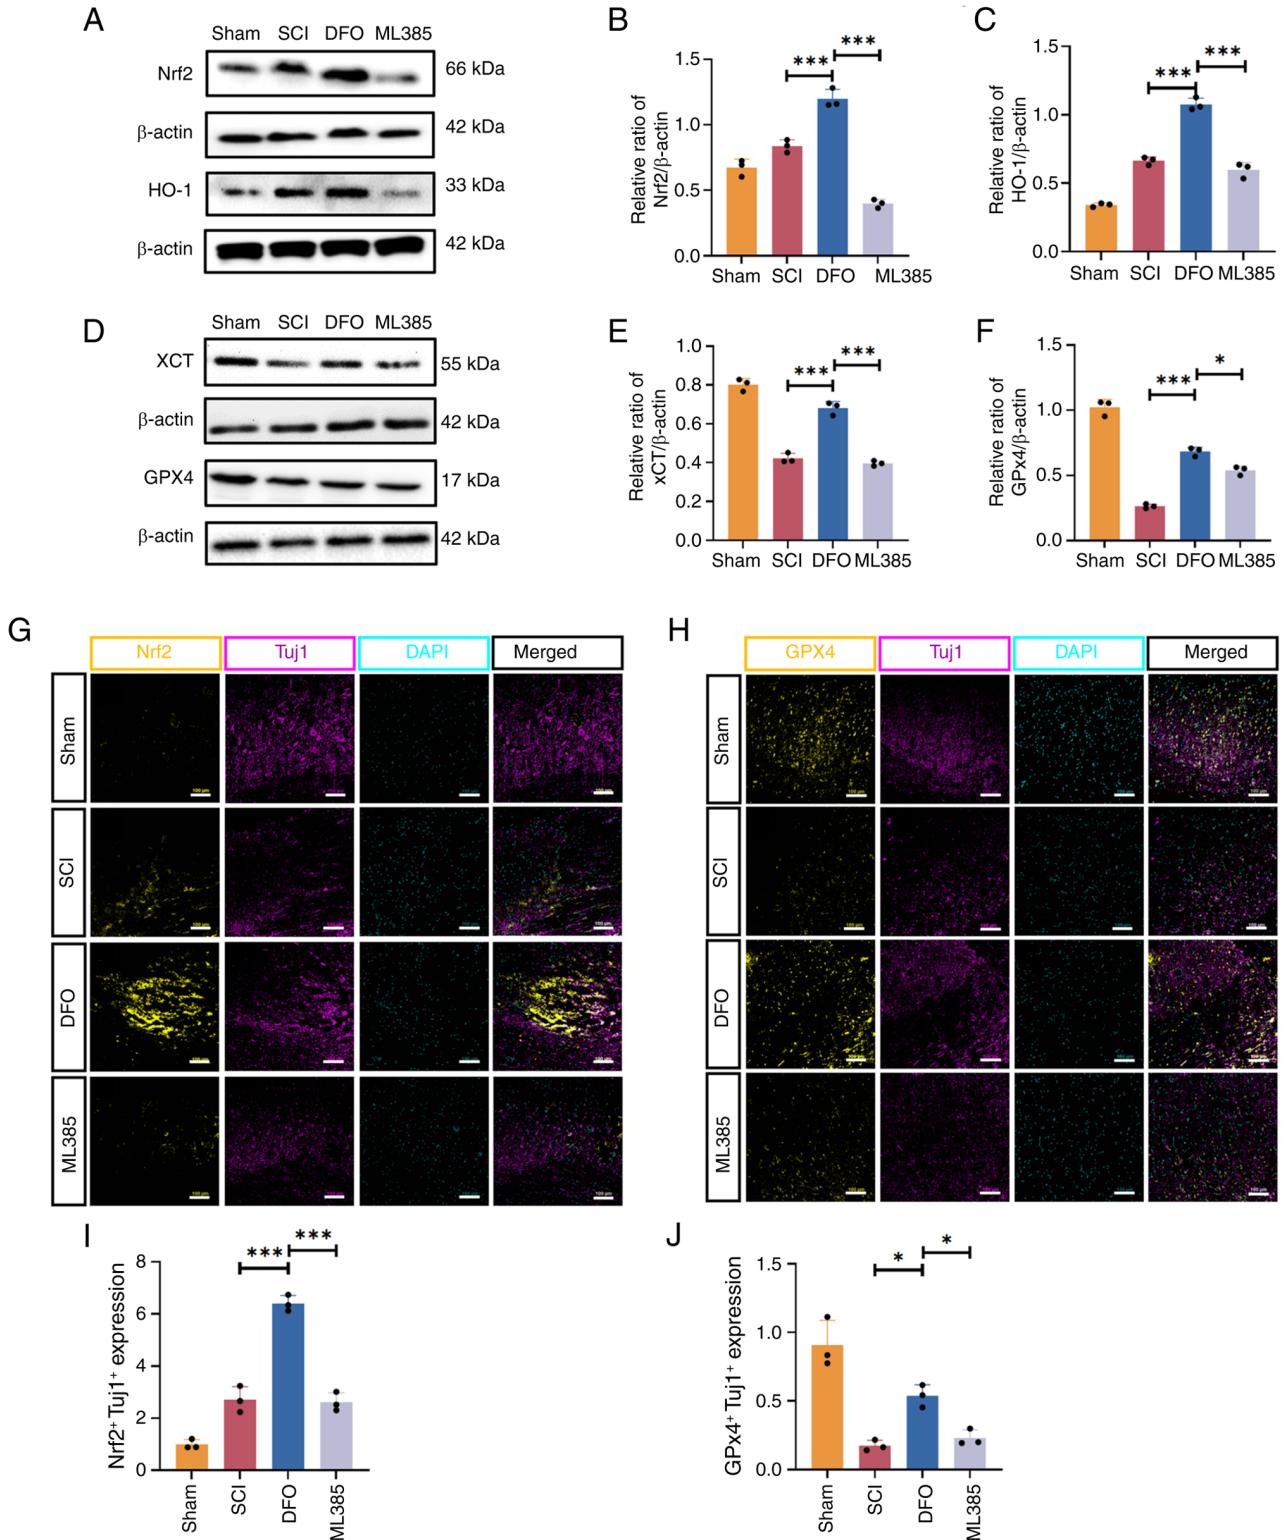 A
Sham SCI DFO ML385
Nrf2 66 kDa
β-actin 42 kDa
HO-1 33 kDa
β-actin 42 kDa
B
Relative ratio of
Nrf2/β-actin
1.5
1.0
0.5
0.0
***
***
Sham SCI DFO ML385
C
Relative ratio of
HO-1/β-actin
1.5
1.0
0.5
0.0
***
***
Sham SCI DFO ML385
D
Sham SCI DFO ML385
XCT 55 kDa
β-actin 42 kDa
GPX4 17 kDa
β-actin 42 kDa
E
Relative ratio of
xCT/β-actin
1.0
0.8
0.6
0.4
0.2
0.0
***
***
Sham SCI DFO ML385
F
Relative ratio of
GPx4/β-actin
1.5
1.0
0.5
0.0
***
*
Sham SCI DFO ML385
G
Nrf2 Tuj1 DAPI Merged
Sham
SCI
DFO
ML385
100 μm
H
GPX4 Tuj1 DAPI Merged
Sham
SCI
DFO
ML385
100 μm
I
Nrf2⁺ Tuj1⁺ expression
8
6
4
2
0
***
***
Sham SCI DFO ML385
J
GPx4⁺ Tuj1⁺ expression
1.5
1.0
0.5
0.0
*
*
Sham SCI DFO ML385